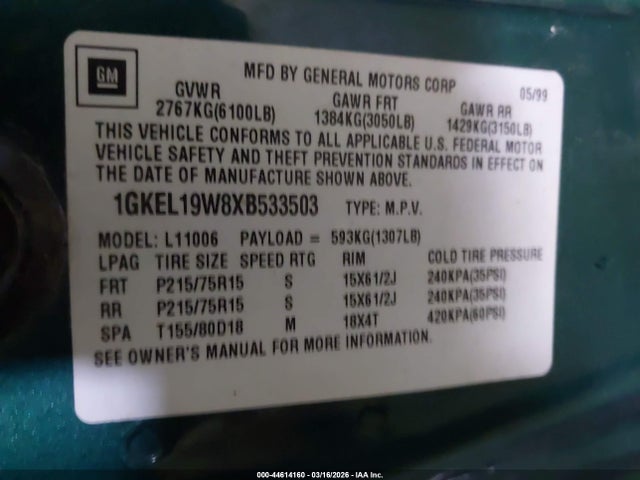 GM
MFD BY GENERAL MOTORS CORP 05/99
GVWR GAWR FRT GAWR RR
2767KG(6100LB) 1384KG(3050LB) 1429KG(3150LB)
THIS VEHICLE CONFORMS TO ALL APPLICABLE U.S. FEDERAL MOTOR
VEHICLE SAFETY AND THEFT PREVENTION STANDARDS IN EFFECT ON
THE DATE OF MANUFACTURE SHOWN ABOVE.
1GKEL19W8XB533503 TYPE: M.P.V.
MODEL: L11006 PAYLOAD = 593KG(1307LB)
LPAG TIRE SIZE SPEED RTG RIM COLD TIRE PRESSURE
FRT P215/75R15 S 15X61/2J 240KPA(35PSI)
RR P215/75R15 S 15X61/2J 240KPA(35PSI)
SPA T155/80D18 M 18X4T 420KPA(60PSI)
SEE OWNER'S MANUAL FOR MORE INFORMATION.
000-44614160 - 03/16/2026 - IAA Inc.